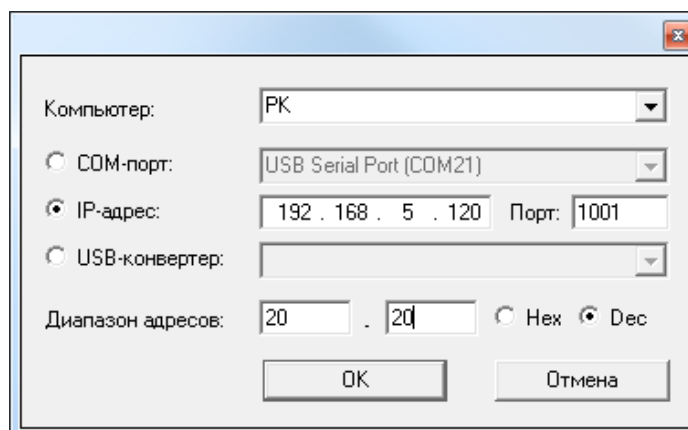 Компьютер: РК
COM-порт: USB Serial Port (COM21)
IP-адрес: 192 . 168 . 5 . 120 Порт: 1001
USB-конвертер:
Диапазон адресов: 20 . 20 Hex Dec
OK Отмена